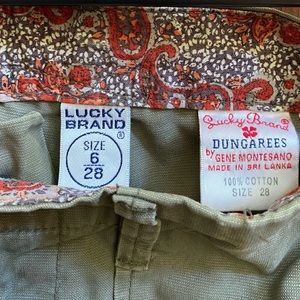 LUCKY
BRAND®
SIZE
6
28
Lucky Brand®
DUNGAREES
by GENE MONTESANO
MADE IN SRI LANKA
100% COTTON
SIZE 28